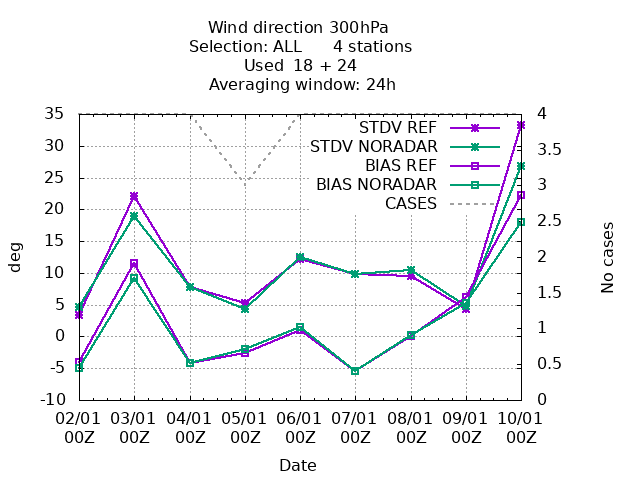 Wind direction 300hPa
Selection: ALL 4 stations
Used 18 + 24
Averaging window: 24h
35
30
25
20
15
10
5
0
-5
-10
deg
4
3.5
3
2.5
2
1.5
1
0.5
0
No cases
STDV REF
STDV NORADAR
BIAS REF
BIAS NORADAR
CASES
02/01 03/01 04/01 05/01 06/01 07/01 08/01 09/01 10/01
00Z 00Z 00Z 00Z 00Z 00Z 00Z 00Z 00Z
Date